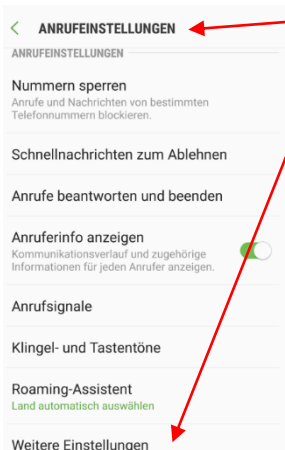 ANRUFEINSTELLUNGEN
ANRUFEINSTELLUNGEN
Nummern sperren
Anrufe und Nachrichten von bestimmten
Telefonnummern blockieren.
Schnellnachrichten zum Ablehnen
Anrufe beantworten und beenden
Anruferinfo anzeigen
Kommunikationsverlauf und zugehörige
Informationen für jeden Anrufer anzeigen.
Anrufsignale
Klingel- und Tastentöne
Roaming-Assistent
Land automatisch auswählen
Weitere Einstellungen